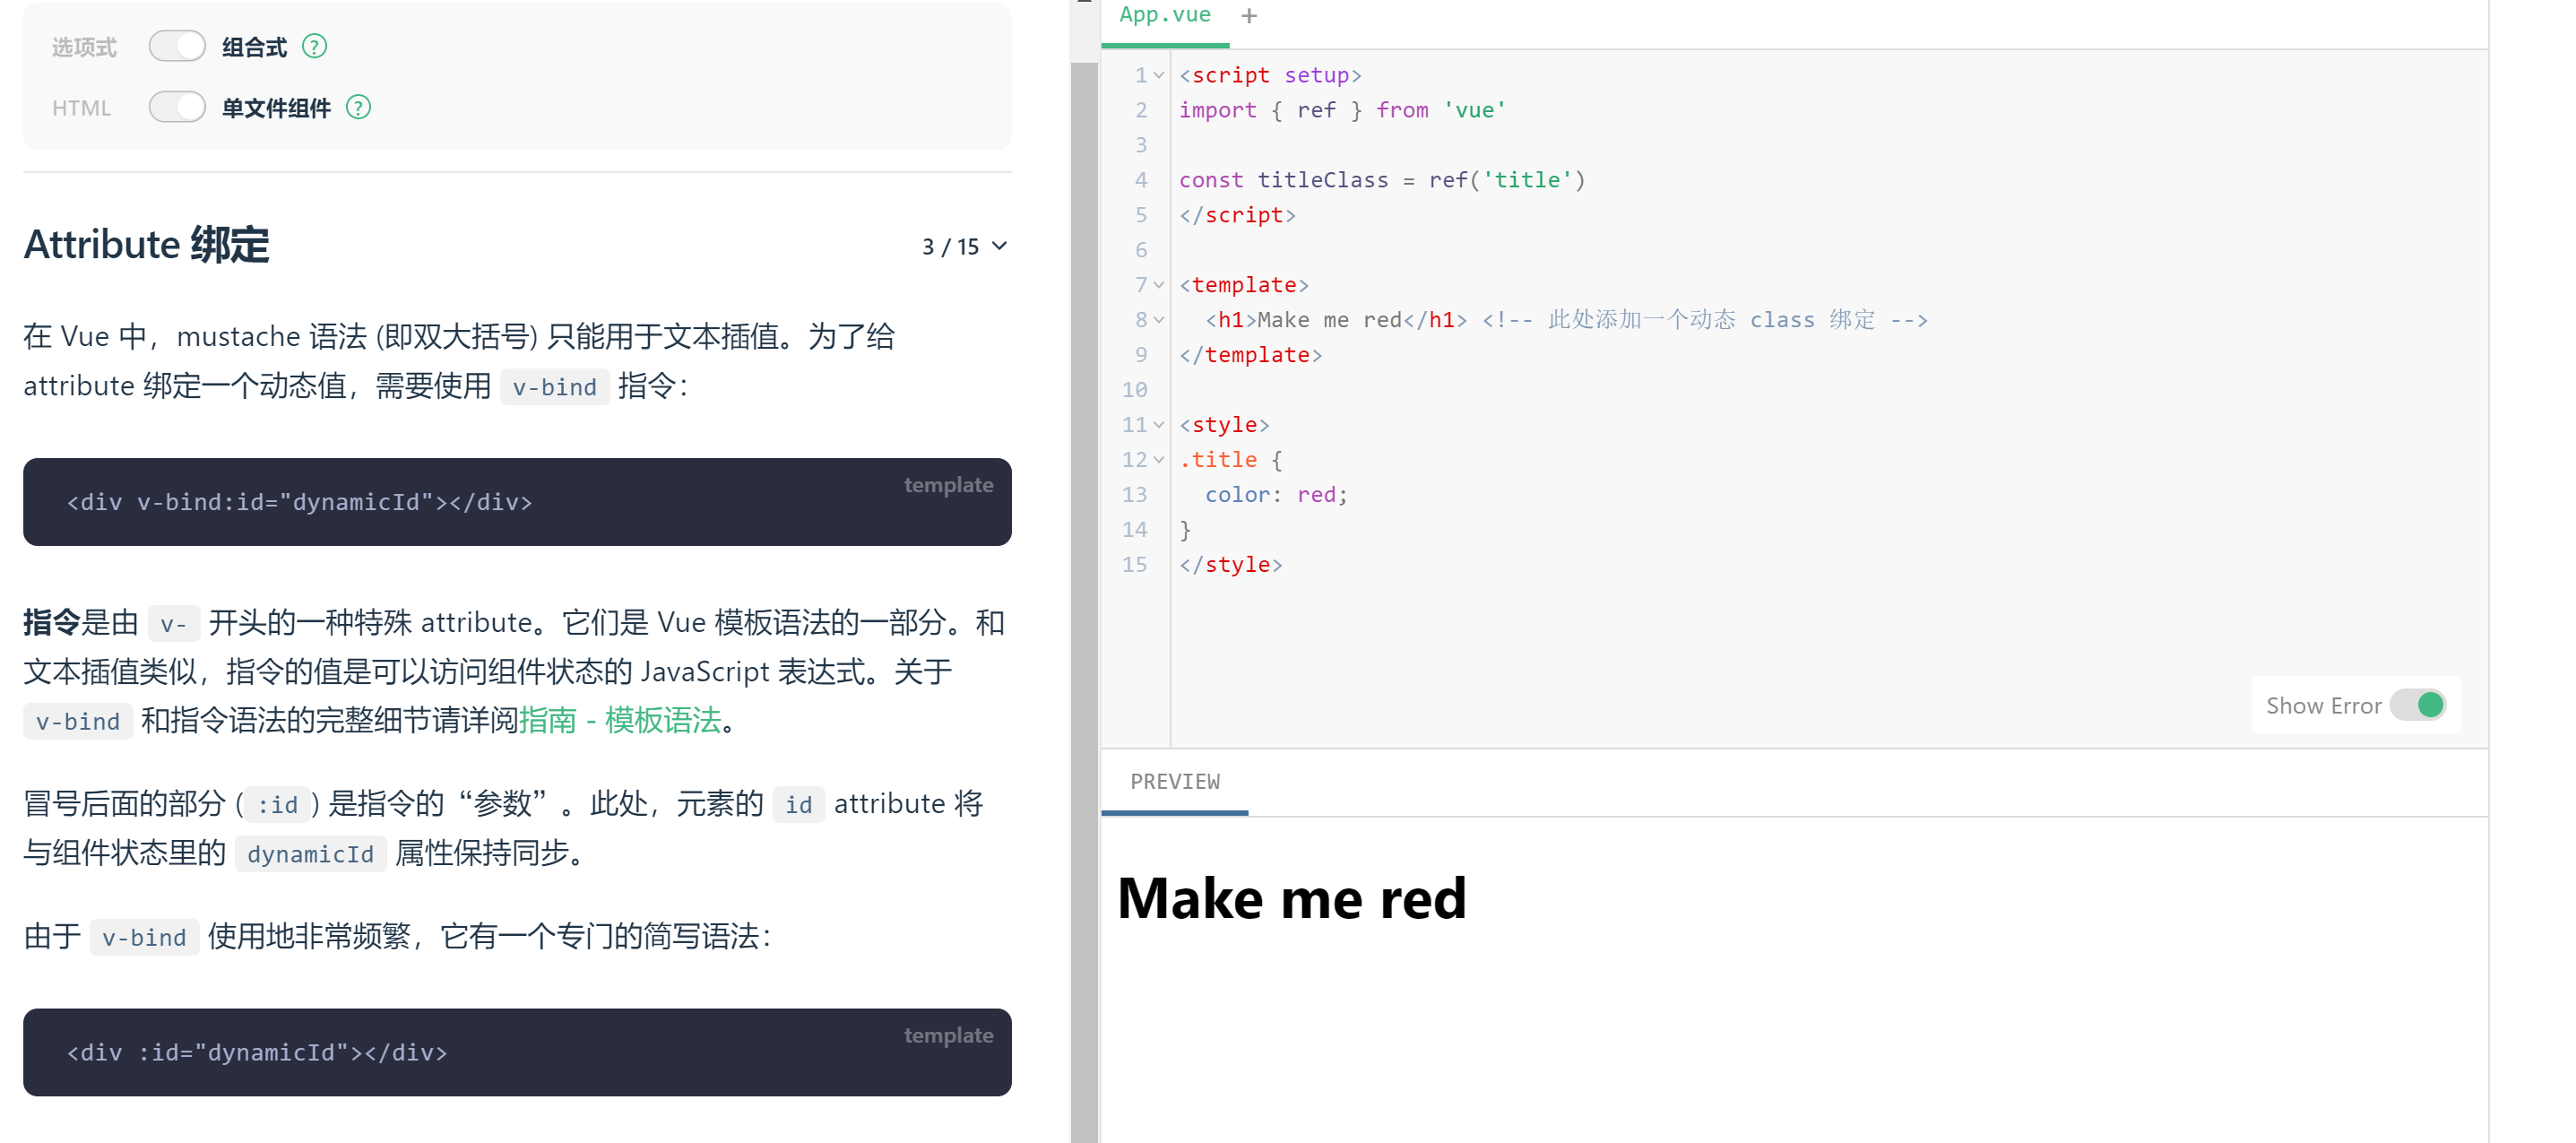 选项式 组合式 ?
HTML 单文件组件 ?
Attribute 绑定
3 / 15
在 Vue 中，mustache 语法 (即双大括号) 只能用于文本插值。为了给
attribute 绑定一个动态值，需要使用 v-bind 指令：
template
<div v-bind:id="dynamicId"></div>
指令是由 v- 开头的一种特殊 attribute。它们是 Vue 模板语法的一部分。和
文本插值类似，指令的值是可以访问组件状态的 JavaScript 表达式。关于
v-bind 和指令语法的完整细节请详阅指南 - 模板语法。
冒号后面的部分 (:id) 是指令的“参数”。此处，元素的 id attribute 将
与组件状态里的 dynamicId 属性保持同步。
由于 v-bind 使用地非常频繁，它有一个专门的简写语法：
template
<div :id="dynamicId"></div>
App.vue +
1 <script setup>
2 import { ref } from 'vue'
3
4 const titleClass = ref('title')
5 </script>
6
7 <template>
8   <h1>Make me red</h1> <!-- 此处添加一个动态 class 绑定 -->
9 </template>
10
11 <style>
12 .title {
13   color: red;
14 }
15 </style>
Show Error
PREVIEW
Make me red